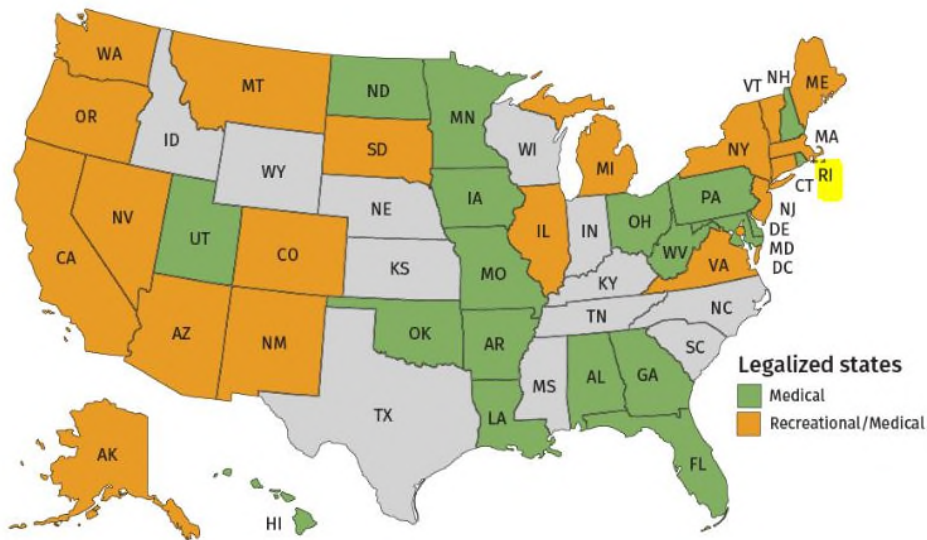 WA
MT
ND
MN
VT
NH
ME
OR
ID
SD
WI
MI
NY
MA
WY
RI
CT
NV
NE
IA
PA
NJ
CA
UT
CO
IL
IN
OH
DE
WV
MD
KS
MO
VA
DC
KY
AZ
NM
OK
AR
TN
NC
SC
TX
MS
AL
GA
LA
FL
AK
HI
Legalized states
Medical
Recreational/Medical